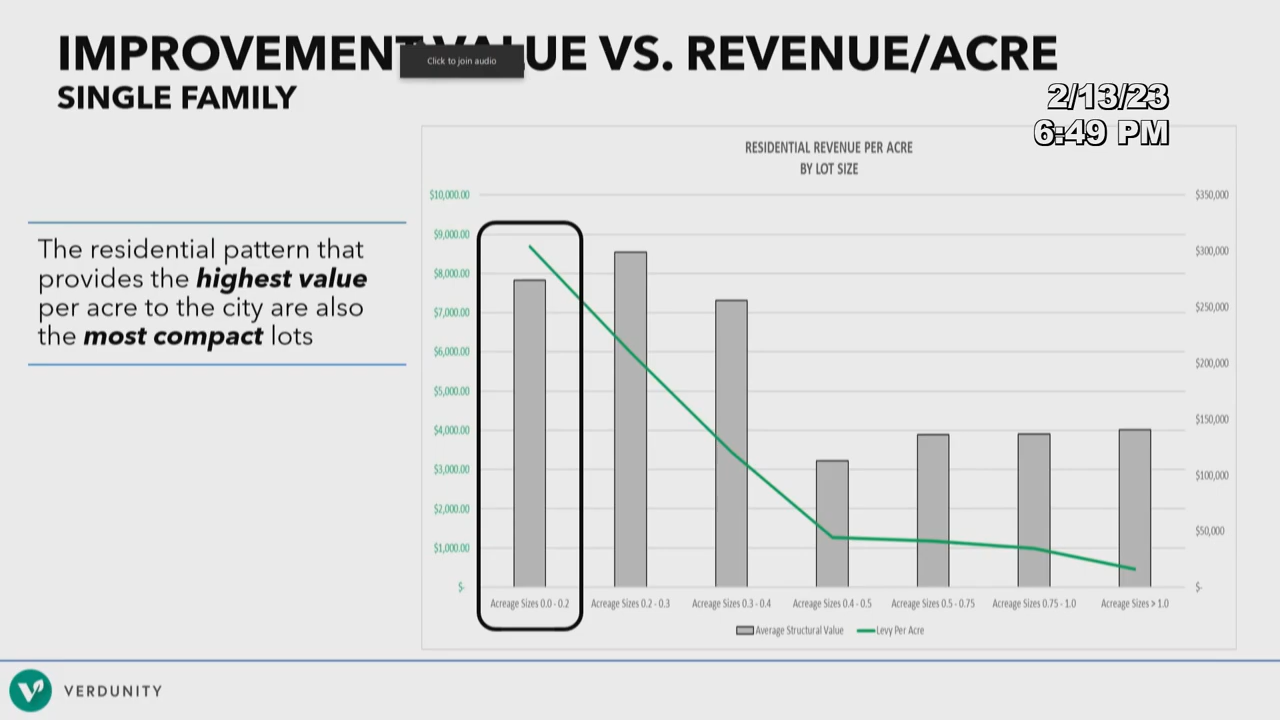 IMPROVEMENT VALUE VS. REVENUE/ACRE
Click to join audio
SINGLE FAMILY
2/13/23
6:49 PM
The residential pattern that
provides the highest value
per acre to the city are also
the most compact lots
RESIDENTIAL REVENUE PER ACRE
BY LOT SIZE
$10,000.00
$9,000.00
$8,000.00
$7,000.00
$6,000.00
$5,000.00
$4,000.00
$3,000.00
$2,000.00
$1,000.00
$-
$350,000
$300,000
$250,000
$200,000
$150,000
$100,000
$50,000
$-
Acreage Sizes 0.0 - 0.2
Acreage Sizes 0.2 - 0.3
Acreage Sizes 0.3 - 0.4
Acreage Sizes 0.4 - 0.5
Acreage Sizes 0.5 - 0.75
Acreage Sizes 0.75 - 1.0
Acreage Sizes > 1.0
Average Structural Value
Levy Per Acre
VERDUNITY